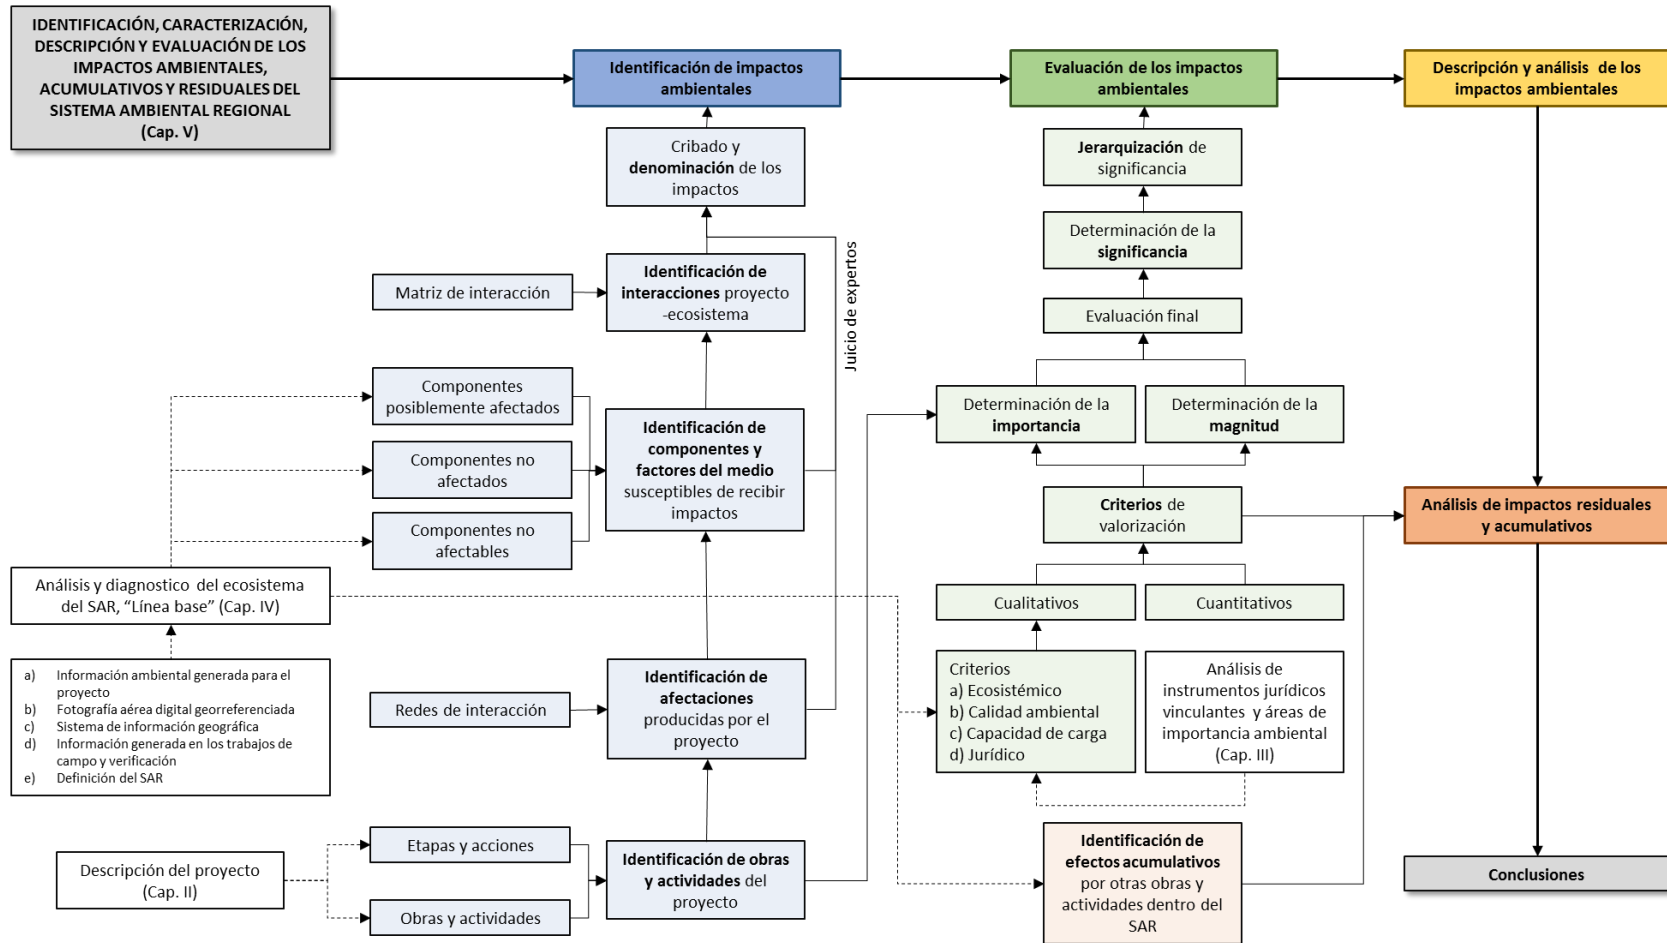 IDENTIFICACIÓN, CARACTERIZACIÓN,
DESCRIPCIÓN Y EVALUACIÓN DE LOS
IMPACTOS AMBIENTALES,
ACUMULATIVOS Y RESIDUALES DEL
SISTEMA AMBIENTAL REGIONAL
(Cap. V)
Identificación de impactos
ambientales
Evaluación de los impactos
ambientales
Descripción y análisis de los
impactos ambientales
Cribado y
denominación de los
impactos
Identificación de
interacciones proyecto
-ecosistema
Matriz de interacción
Juicio de expertos
Componentes
posiblemente afectados
Componentes no
afectados
Componentes no
afectables
Identificación de
componentes y
factores del medio
susceptibles de recibir
impactos
Análisis y diagnostico del ecosistema
del SAR, “Línea base” (Cap. IV)
a) Información ambiental generada para el
proyecto
b) Fotografía aérea digital georreferenciada
c) Sistema de información geográfica
d) Información generada en los trabajos de
campo y verificación
e) Definición del SAR
Redes de interacción
Identificación de
afectaciones
producidas por el
proyecto
Descripción del proyecto
(Cap. II)
Etapas y acciones
Obras y actividades
Identificación de obras
y actividades del
proyecto
Jerarquización de
significancia
Determinación de la
significancia
Evaluación final
Determinación de la
importancia
Determinación de la
magnitud
Criterios de
valorización
Cualitativos
Cuantitativos
Criterios
a) Ecosistémico
b) Calidad ambiental
c) Capacidad de carga
d) Jurídico
Análisis de
instrumentos jurídicos
vinculantes y áreas de
importancia ambiental
(Cap. III)
Identificación de
efectos acumulativos
por otras obras y
actividades dentro del
SAR
Análisis de impactos residuales
y acumulativos
Conclusiones